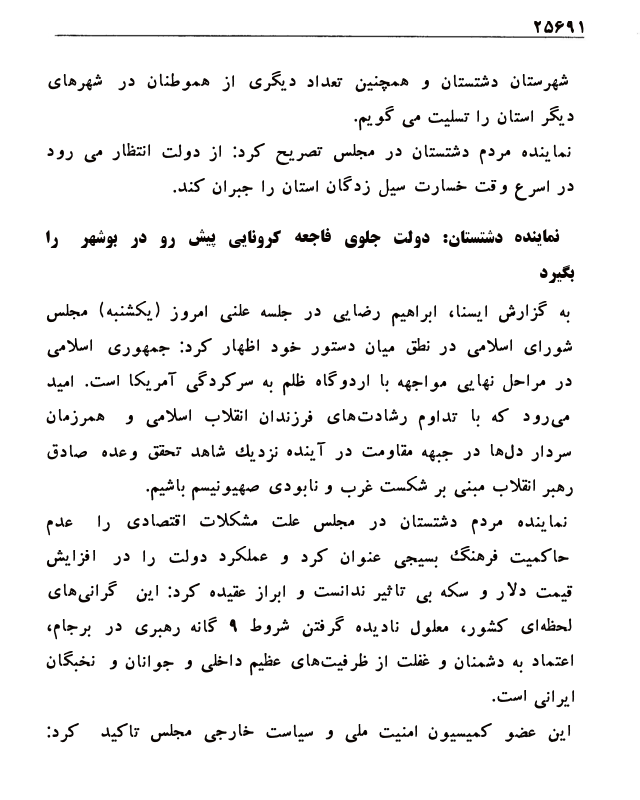 ۲۵۶۹۱
شهرستان دشتستان و همچنین تعداد دیگری از هموطنان در شهرهای
دیگر استان را تسلیت می گویم.
نماینده مردم دشتستان در مجلس تصریح کرد: از دولت انتظار می رود
در اسرع وقت خسارت سیل زدگان استان را جبران کند.
نماینده دشتستان: دولت جلوی فاجعه کرونایی پیش رو در بوشهر را
بگیرد
به گزارش ایسنا، ابراهیم رضایی در جلسه علنی امروز (یکشنبه) مجلس
شورای اسلامی در نطق میان دستور خود اظهار کرد: جمهوری اسلامی
در مراحل نهایی مواجهه با اردوگاه ظلم به سرکردگی آمریکا است. امید
می‌رود که با تداوم رشادت‌های فرزندان انقلاب اسلامی و همرزمان
سردار دل‌ها در جبهه مقاومت در آینده نزدیك شاهد تحقق وعده صادق
رهبر انقلاب مبنی بر شکست غرب و نابودی صهیونیسم باشیم.
نماینده مردم دشتستان در مجلس علت مشکلات اقتصادی را عدم
حاکمیت فرهنگ بسیجی عنوان کرد و عملکرد دولت را در افزایش
قیمت دلار و سکه بی تاثیر ندانست و ابراز عقیده کرد: این گرانی‌های
لحظه‌ای کشور، معلول نادیده گرفتن شروط ۹ گانه رهبری در برجام،
اعتماد به دشمنان و غفلت از ظرفیت‌های عظیم داخلی و جوانان و نخبگان
ایرانی است.
این عضو کمیسیون امنیت ملی و سیاست خارجی مجلس تاکید کرد: